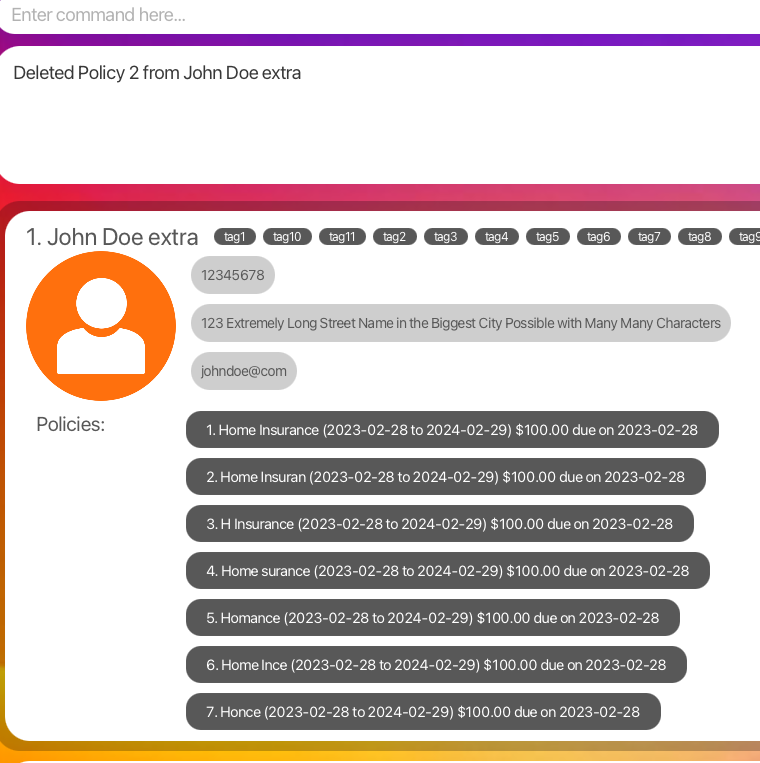 Enter command here...
Deleted Policy 2 from John Doe extra
1. John Doe extra tag1 tag10 tag11 tag2 tag3 tag4 tag5 tag6 tag7 tag8 tag9
12345678
123 Extremely Long Street Name in the Biggest City Possible with Many Many Characters
johndoe@com
Policies:
1. Home Insurance (2023-02-28 to 2024-02-29) $100.00 due on 2023-02-28
2. Home Insuran (2023-02-28 to 2024-02-29) $100.00 due on 2023-02-28
3. H Insurance (2023-02-28 to 2024-02-29) $100.00 due on 2023-02-28
4. Home surance (2023-02-28 to 2024-02-29) $100.00 due on 2023-02-28
5. Homance (2023-02-28 to 2024-02-29) $100.00 due on 2023-02-28
6. Home Ince (2023-02-28 to 2024-02-29) $100.00 due on 2023-02-28
7. Honce (2023-02-28 to 2024-02-29) $100.00 due on 2023-02-28